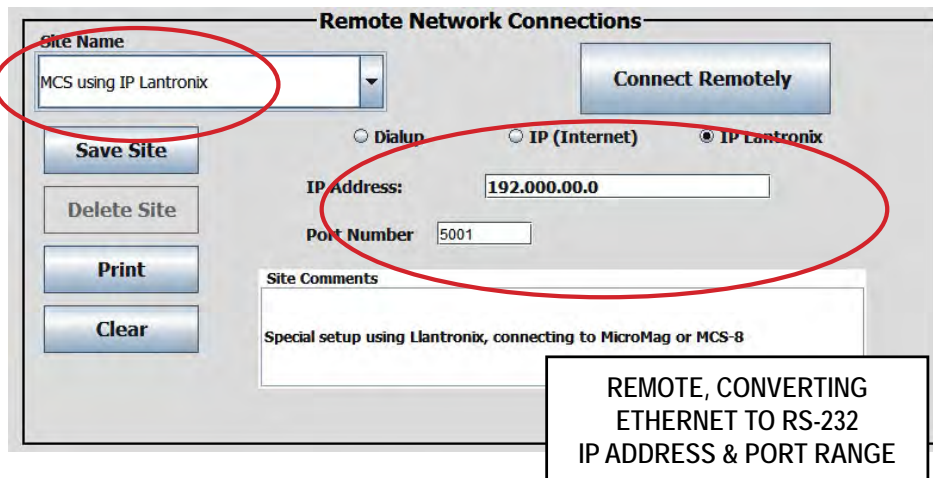 Remote Network Connections
Site Name
MCS using IP Lantronix
Connect Remotely
Save Site
Dialup
IP (Internet)
IP Lantronix
IP Address:
192.000.00.0
Delete Site
Port Number
5001
Print
Site Comments
Clear
Special setup using Llantronix, connecting to MicroMag or MCS-8
REMOTE, CONVERTING
ETHERNET TO RS-232
IP ADDRESS & PORT RANGE